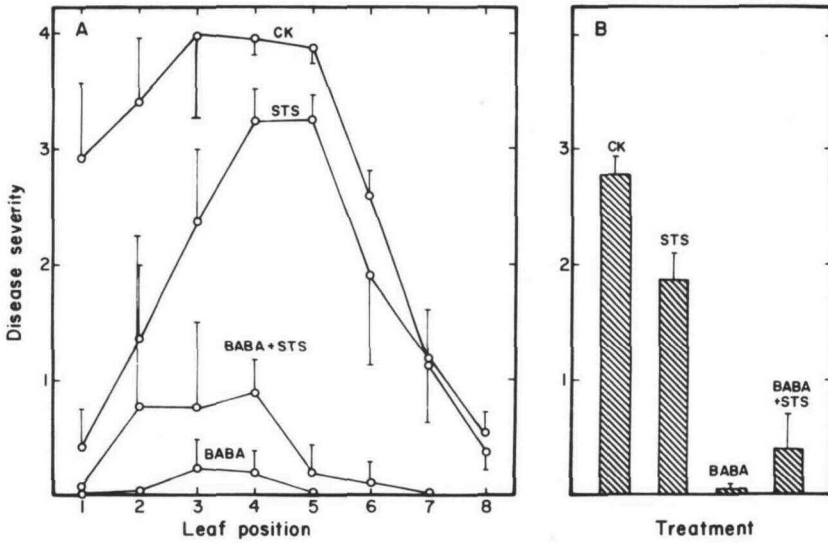 A
B
4
3
2
1
Disease severity
CK
STS
BABA + STS
BABA
1 2 3 4 5 6 7 8
Leaf position
4
3
2
1
CK
STS
BABA
BABA
+STS
Treatment